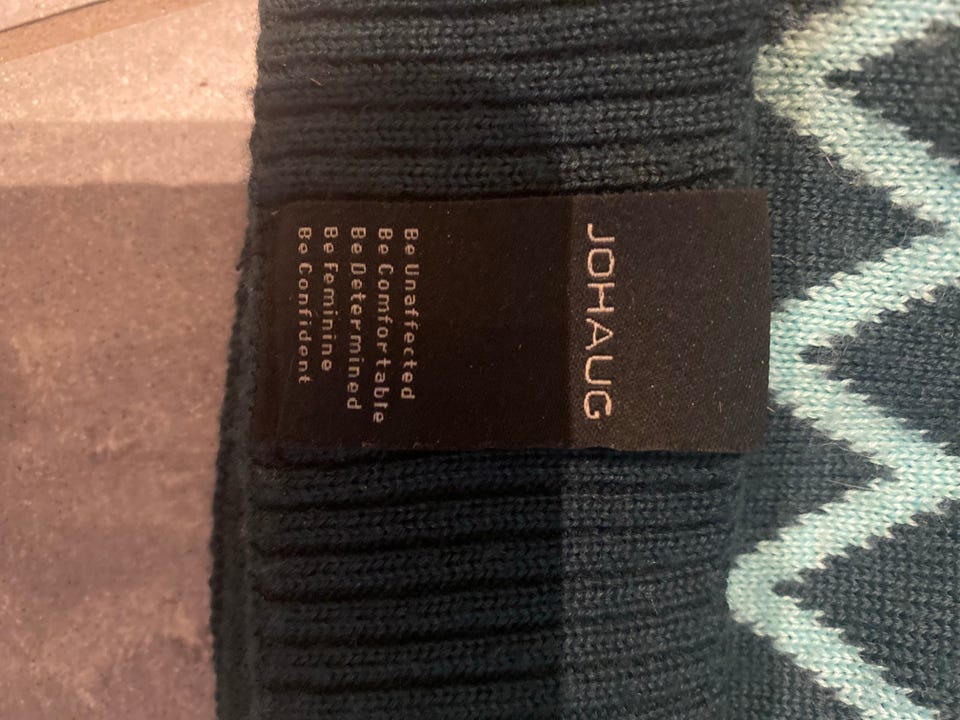 JOHAUG
Be Unaffected
Be Comfortable
Be Determined
Be Feminine
Be Confident